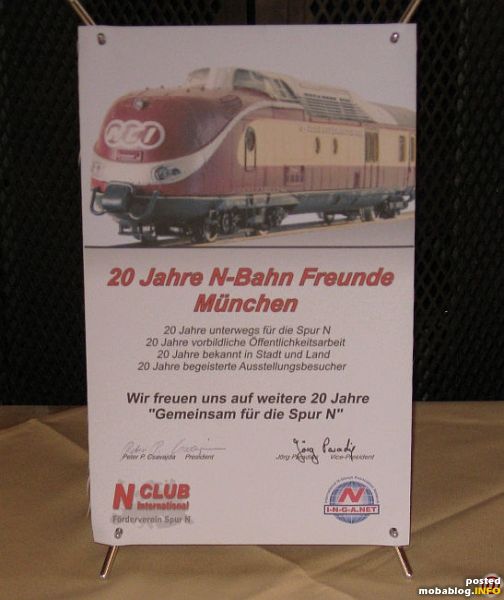 20 Jahre N-Bahn Freunde
München
20 Jahre unterwegs für die Spur N
20 Jahre vorbildliche Öffentlichkeitsarbeit
20 Jahre bekannt in Stadt und Land
20 Jahre begeisterte Ausstellungsbesucher
Wir freuen uns auf weitere 20 Jahre
"Gemeinsam für die Spur N"
Peter P. President
Jörg Vice-President
N CLUB
International
Förderverein Spur N
N
I-N-G-A.NET
posted
mobablog.INFO